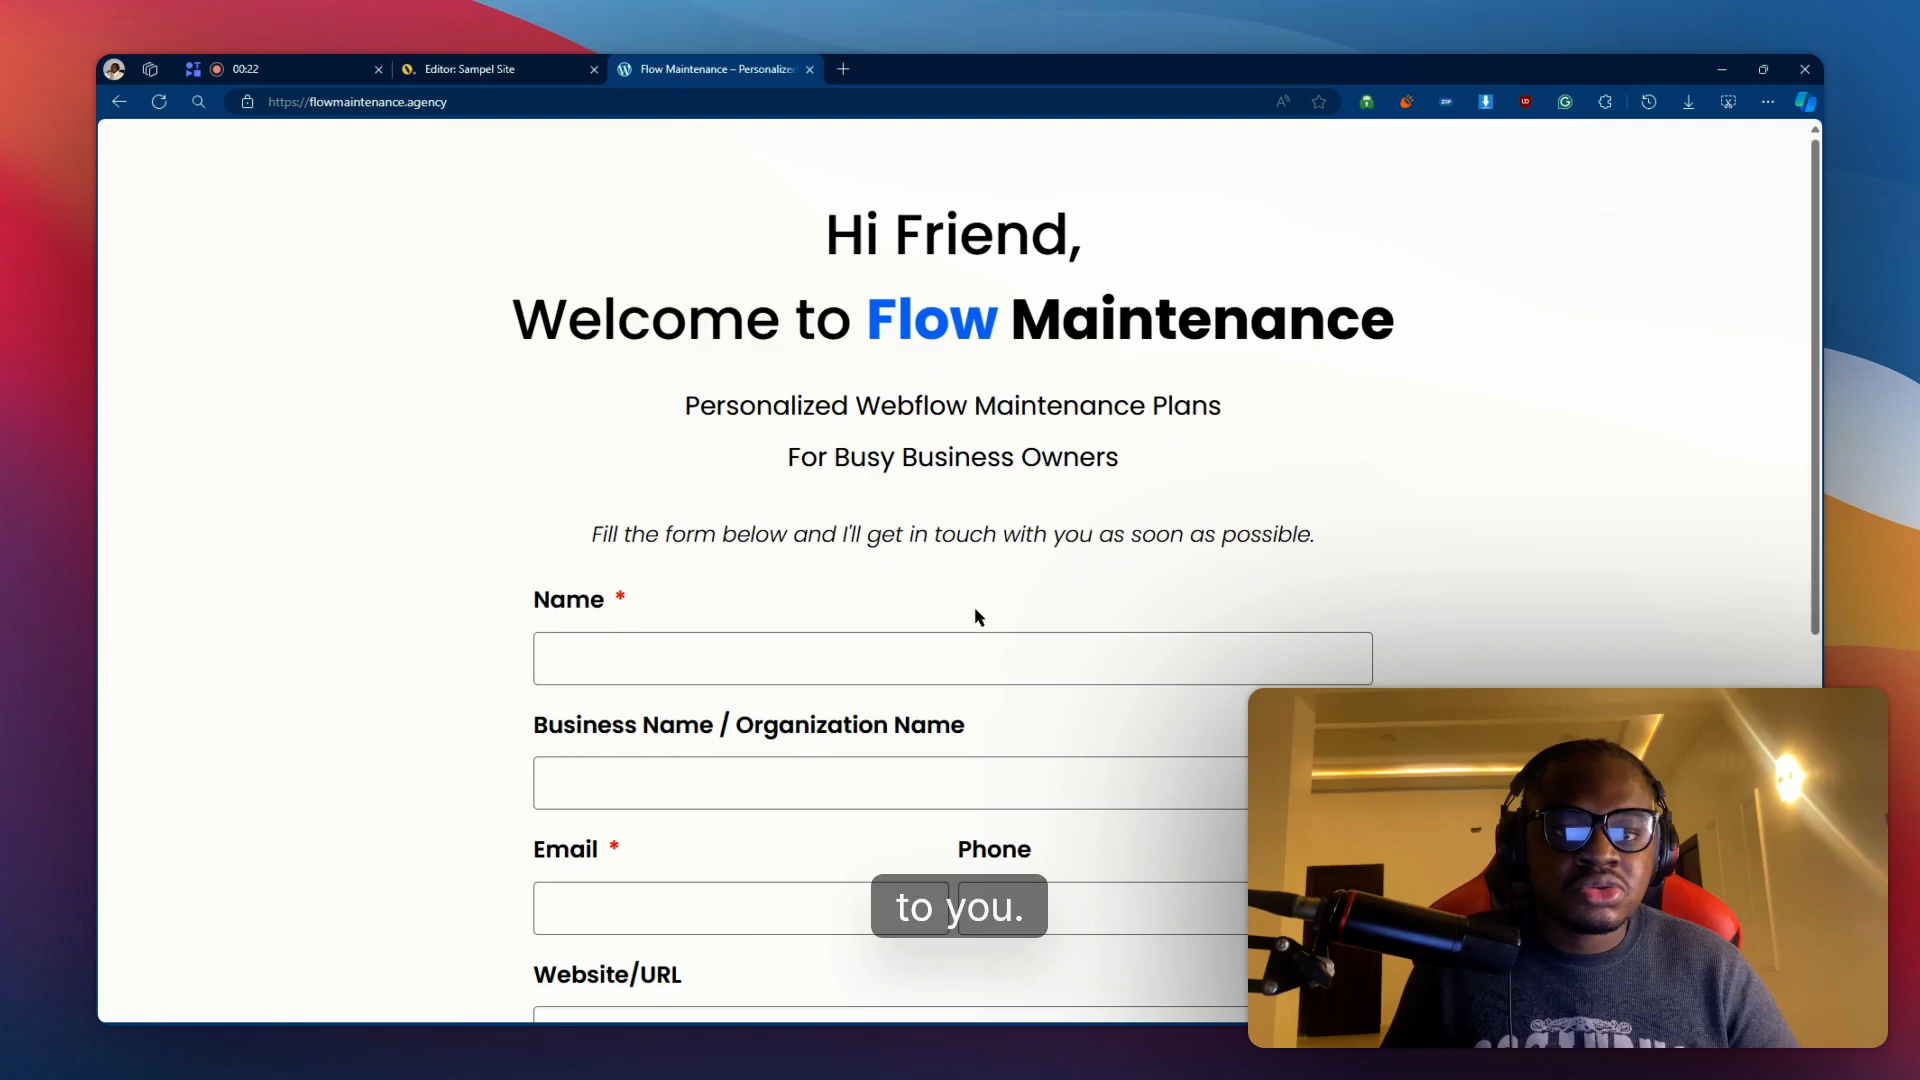 00:22
Editor: Sampel Site
Flow Maintenance – Personalized
https://flowmaintenance.agency
ZIP
Hi Friend,
Welcome to Flow Maintenance
Personalized Webflow Maintenance Plans
For Busy Business Owners
Fill the form below and I'll get in touch with you as soon as possible.
Name *
Business Name / Organization Name
Email *
Phone
to you.
Website/URL